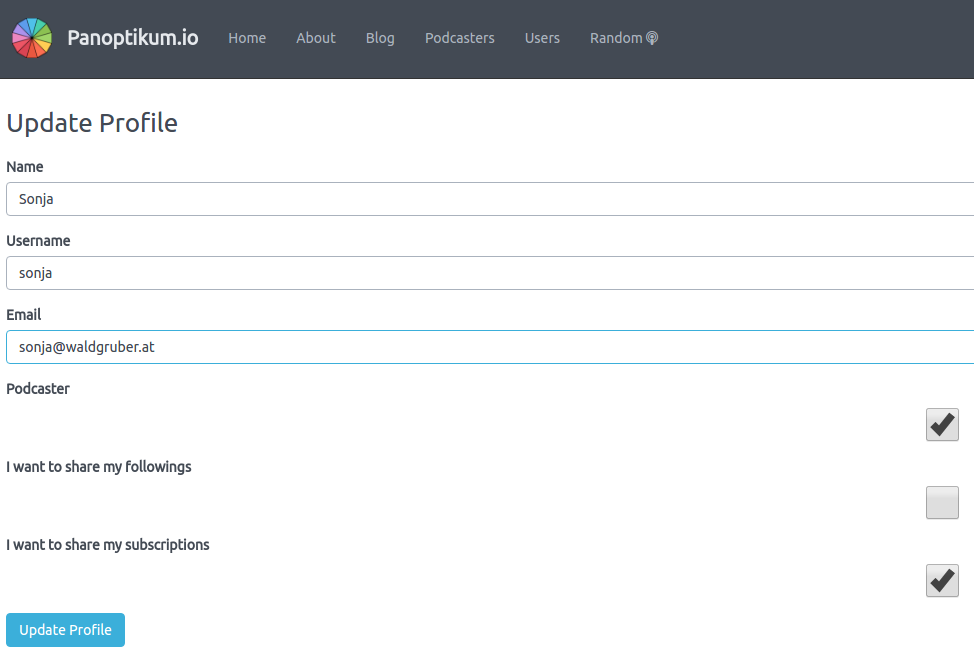 Panoptikum.io Home About Blog Podcasters Users Random
Update Profile
Name
Sonja
Username
sonja
Email
sonja@waldgruber.at
Podcaster
I want to share my followings
I want to share my subscriptions
Update Profile